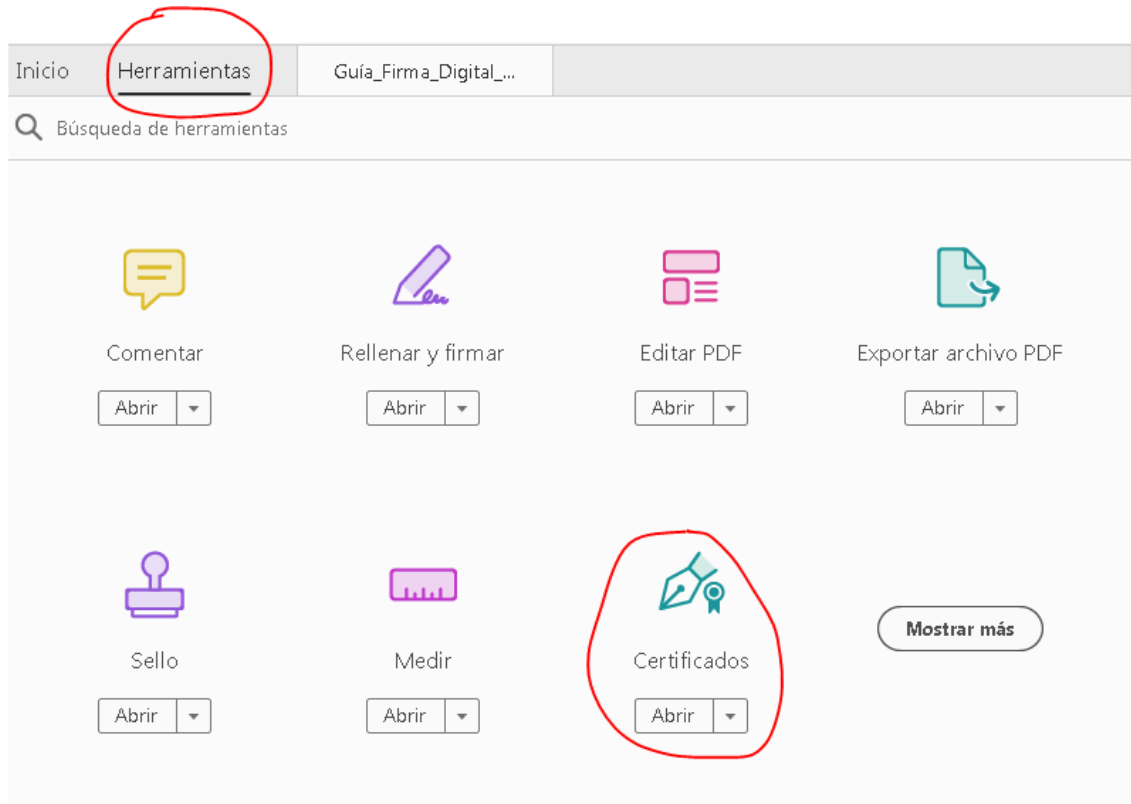 Inicio
Herramientas
Guía_Firma_Digital_...
Búsqueda de herramientas
Comentar
Rellenar y firmar
Editar PDF
Exportar archivo PDF
Abrir
Abrir
Abrir
Abrir
Sello
Medir
Certificados
Mostrar más
Abrir
Abrir
Abrir